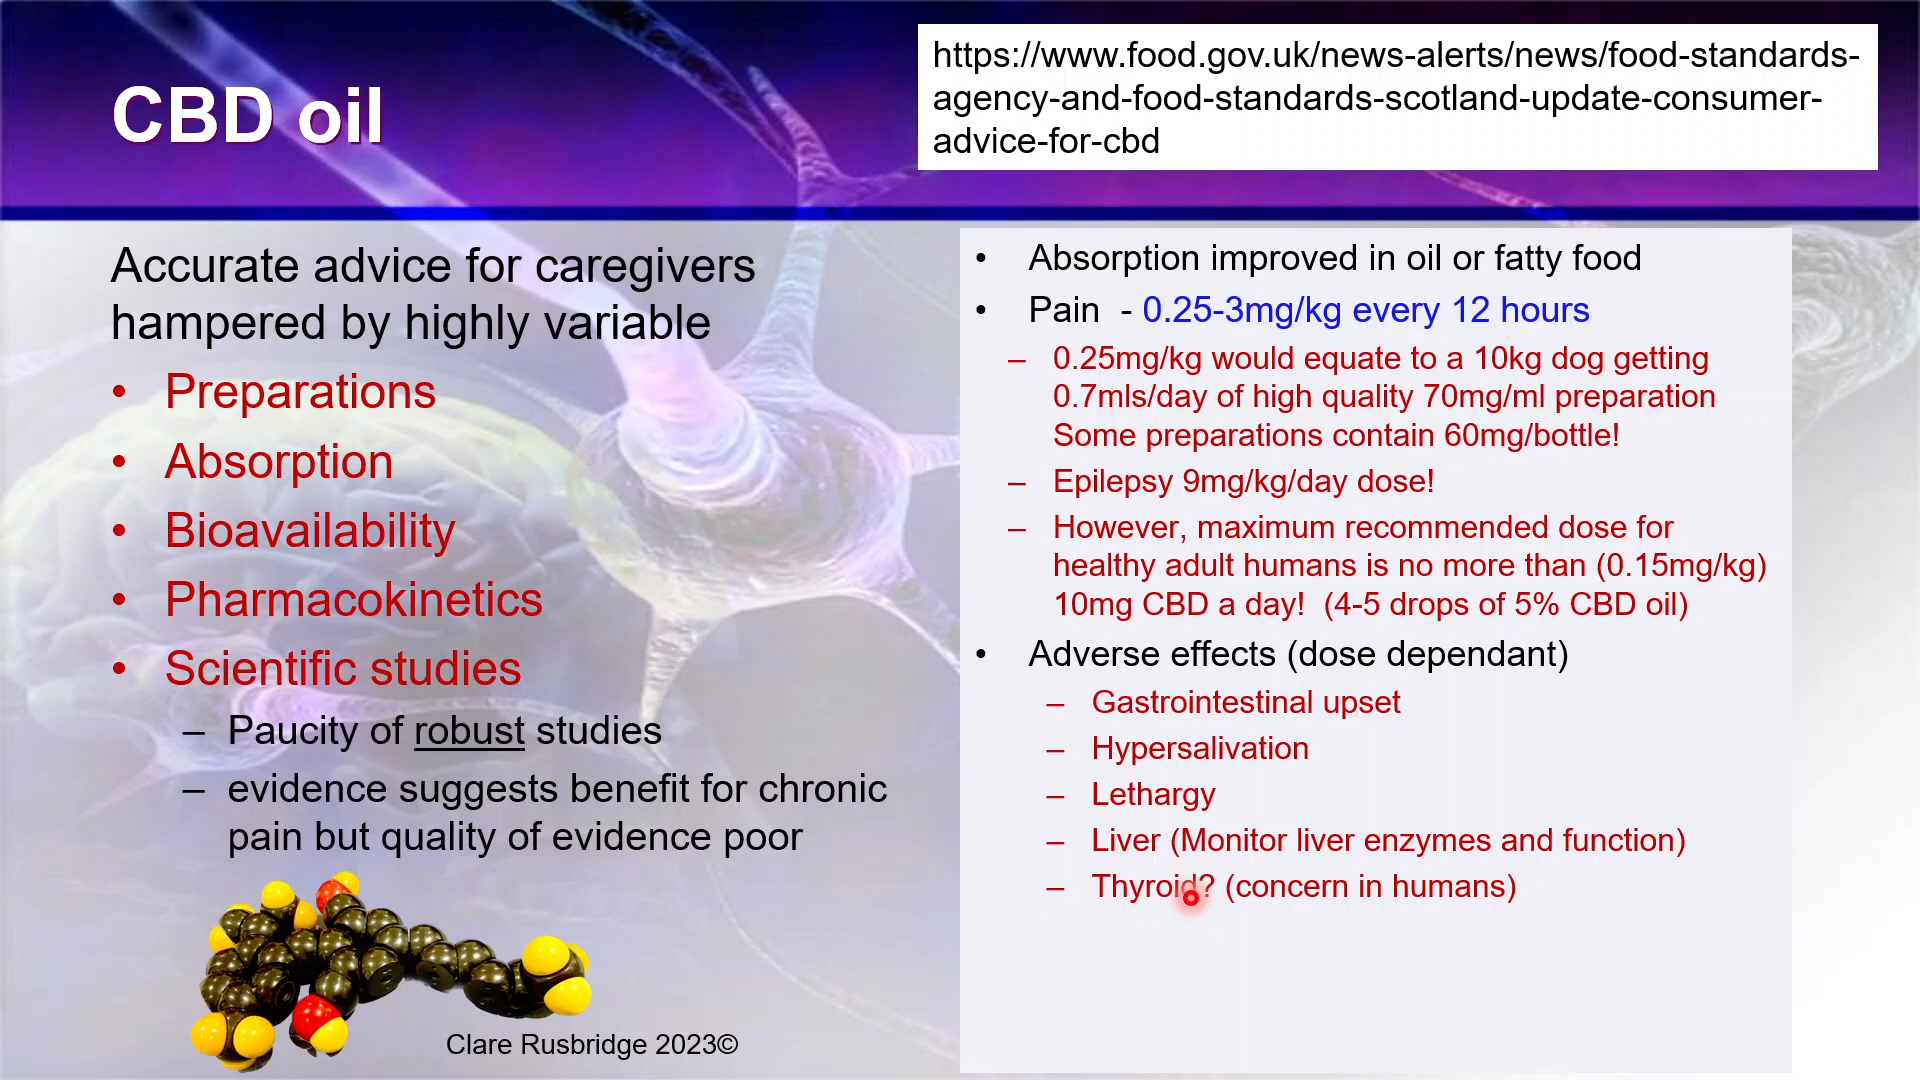 CBD oil
https://www.food.gov.uk/news-alerts/news/food-standards-
agency-and-food-standards-scotland-update-consumer-
advice-for-cbd
Accurate advice for caregivers
hampered by highly variable
• Preparations
• Absorption
• Bioavailability
• Pharmacokinetics
• Scientific studies
– Paucity of robust studies
– evidence suggests benefit for chronic
pain but quality of evidence poor
Clare Rusbridge 2023©
• Absorption improved in oil or fatty food
• Pain - 0.25-3mg/kg every 12 hours
– 0.25mg/kg would equate to a 10kg dog getting
0.7mls/day of high quality 70mg/ml preparation
Some preparations contain 60mg/bottle!
– Epilepsy 9mg/kg/day dose!
– However, maximum recommended dose for
healthy adult humans is no more than (0.15mg/kg)
10mg CBD a day! (4-5 drops of 5% CBD oil)
• Adverse effects (dose dependant)
– Gastrointestinal upset
– Hypersalivation
– Lethargy
– Liver (Monitor liver enzymes and function)
– Thyroid? (concern in humans)